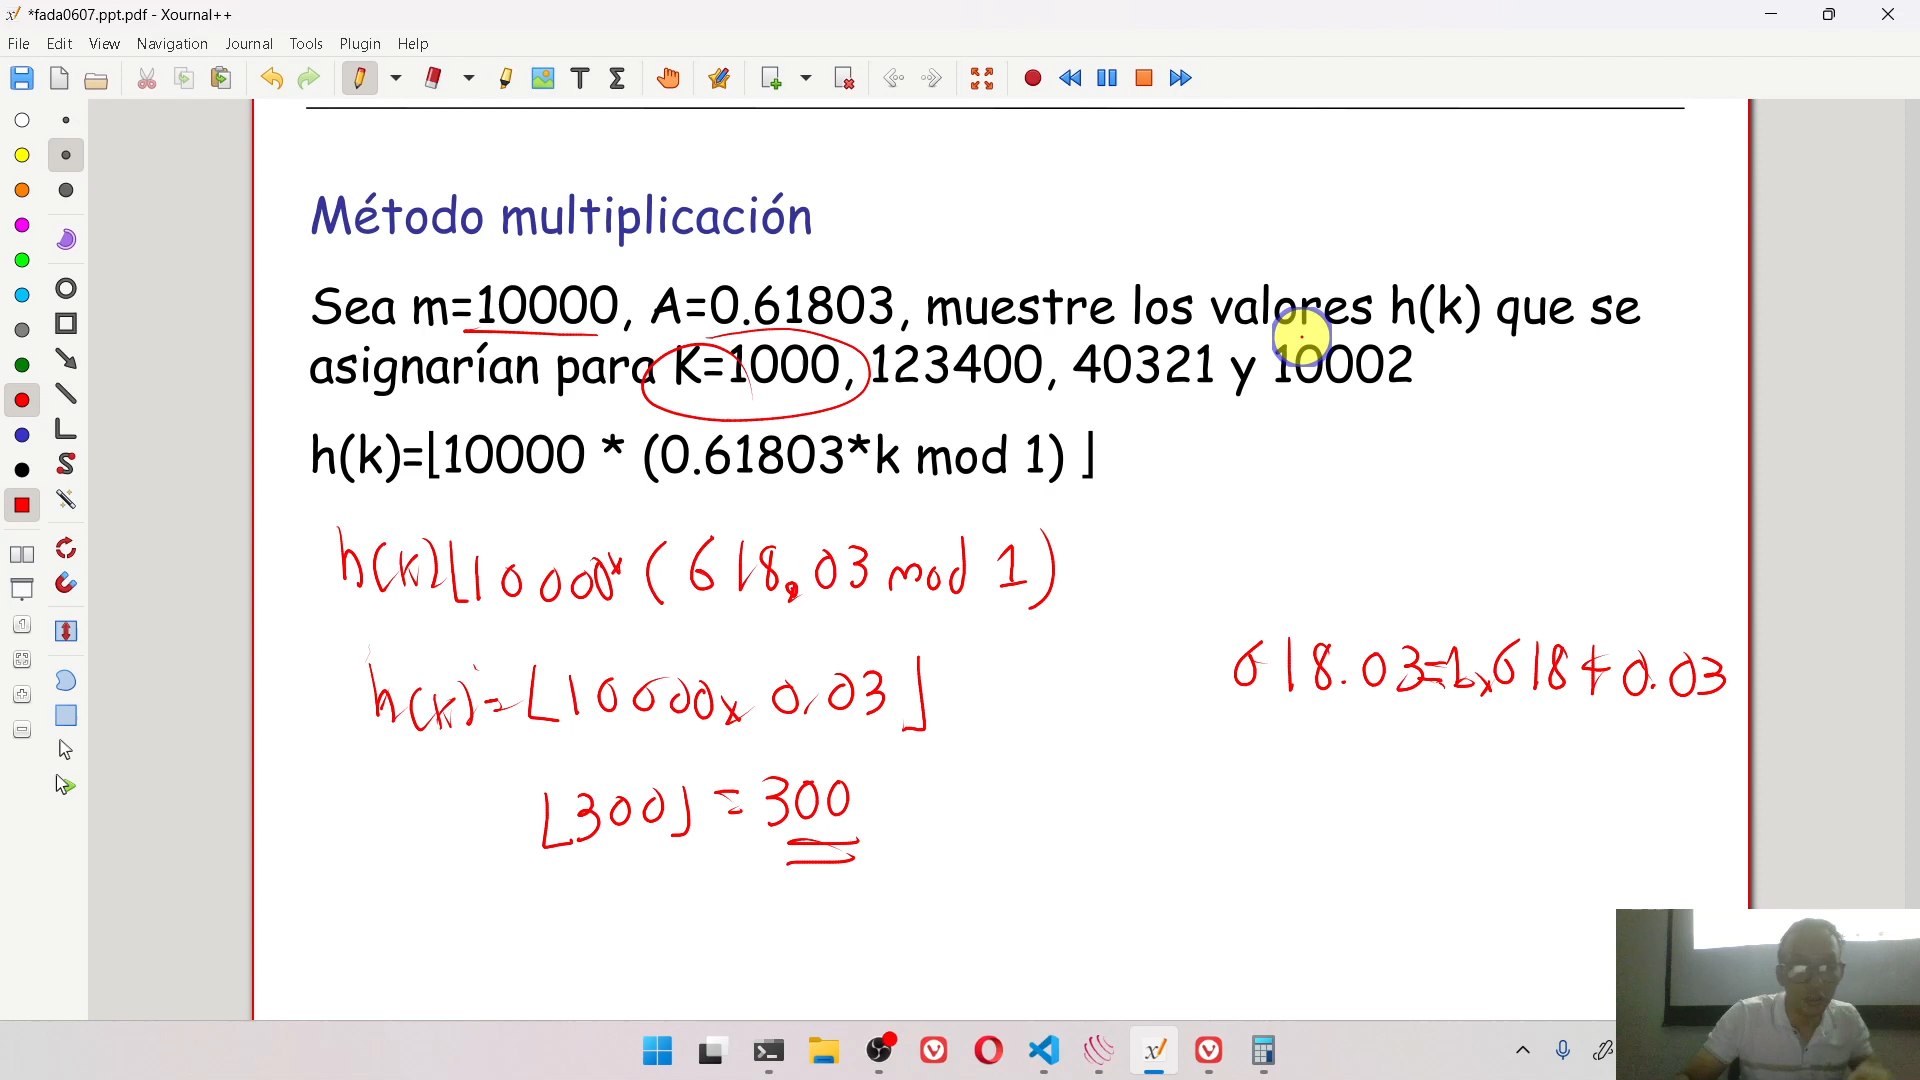 *fada0607.ppt.pdf - Xournal++
File Edit View Navigation Journal Tools Plugin Help
Método multiplicación
Sea m=10000, A=0.61803, muestre los valores h(k) que se
asignarían para K=1000, 123400, 40321 y 10002
h(k)=⌊10000 * (0.61803*k mod 1) ⌋
h(k)⌊10000x (618.03 mod 1)
618.03=1x618+0.03
h(k)=⌊10000x 0.03⌋
⌊300⌋ = 300